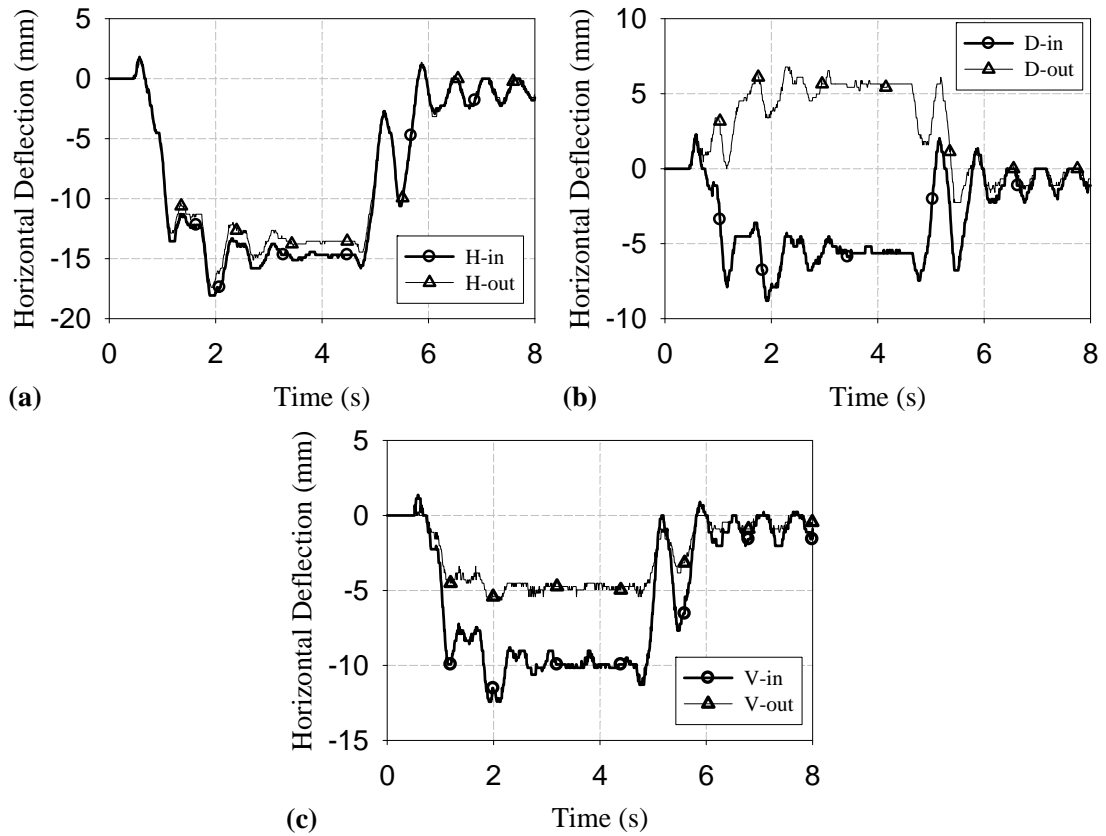 Horizontal Deflection (mm)
5
0
-5
-10
-15
-20
H-in
H-out
0 2 4 6 8
(a)
Time (s)
Horizontal Deflection (mm)
10
5
0
-5
-10
D-in
D-out
0 2 4 6 8
(b)
Time (s)
Horizontal Deflection (mm)
5
0
-5
-10
-15
V-in
V-out
0 2 4 6 8
(c)
Time (s)